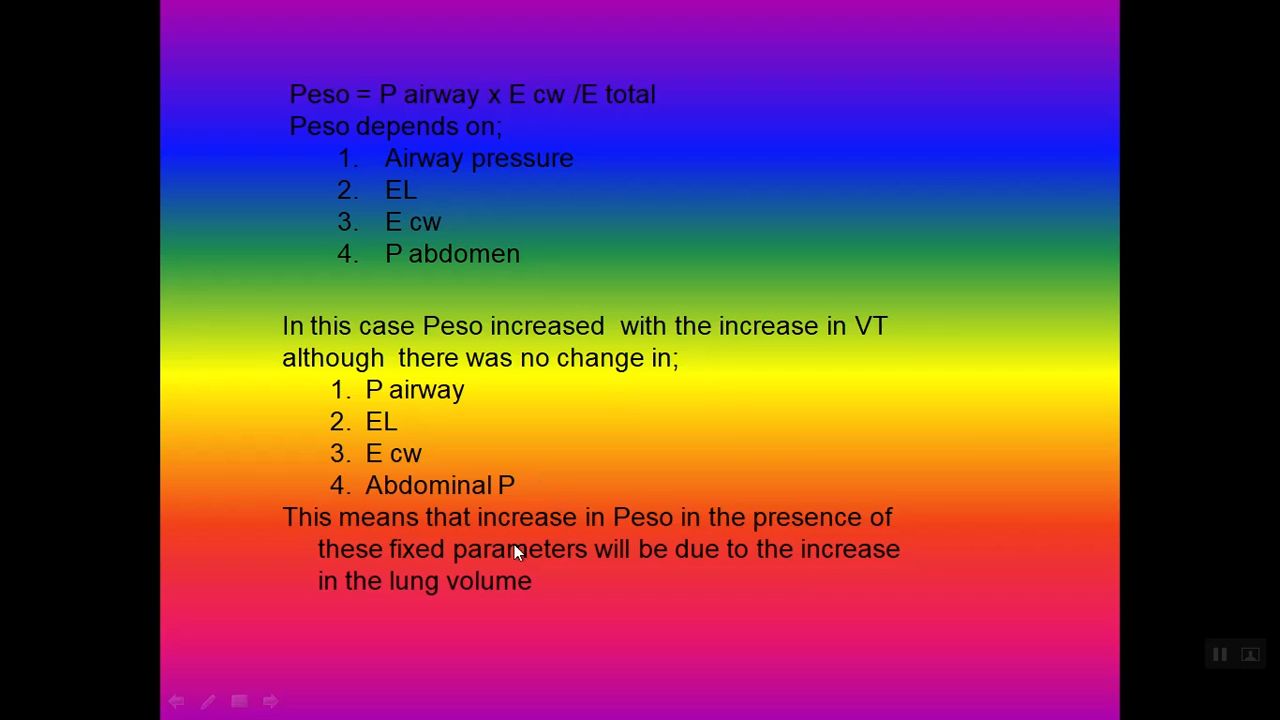 Peso = P airway x E cw /E total
Peso depends on;
1. Airway pressure
2. EL
3. E cw
4. P abdomen
In this case Peso increased with the increase in VT
although there was no change in;
1. P airway
2. EL
3. E cw
4. Abdominal P
This means that increase in Peso in the presence of
these fixed parameters will be due to the increase
in the lung volume